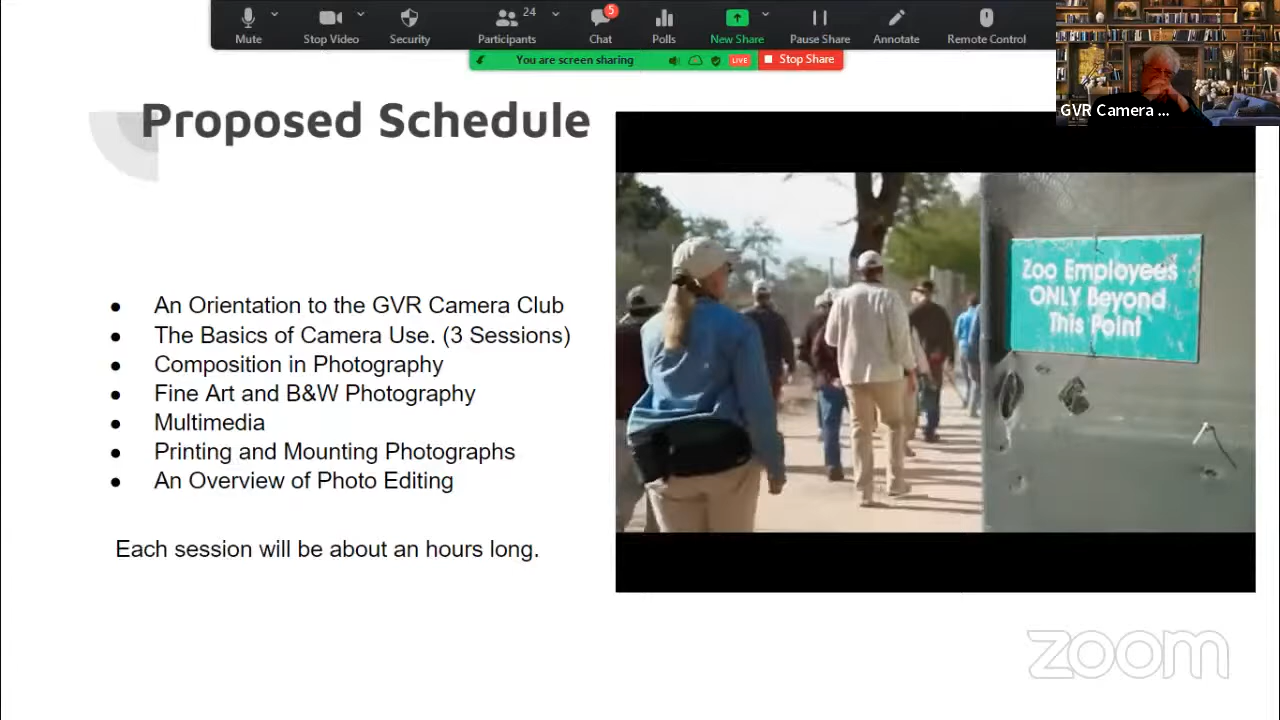 24
5
Mute
Stop Video
Security
Participants
Chat
Polls
New Share
Pause Share
Annotate
Remote Control
You are screen sharing
LIVE
Stop Share
GVR Camera ...
Proposed Schedule
Zoo Employees
ONLY Beyond
This Point
● An Orientation to the GVR Camera Club
● The Basics of Camera Use. (3 Sessions)
● Composition in Photography
● Fine Art and B&W Photography
● Multimedia
● Printing and Mounting Photographs
● An Overview of Photo Editing
Each session will be about an hours long.
zoom